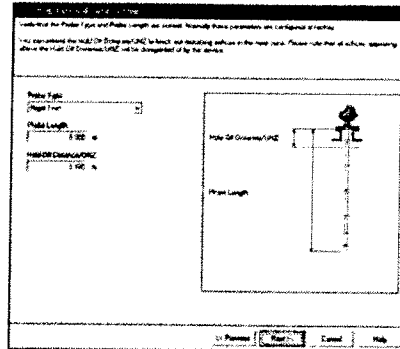 Verify that the Probe Type and Probe Length are correct. Normally these parameters are configured at factory.
You can extend the Hold Off Distance/UNZ to block out disturbing echoes in the near zone. Please note that all echoes appearing
above the Hold Off Distance/UNZ will be disregarded by the device.
Probe Type
Rigid Twin
Probe Length
m
Hold Off Distance/UNZ
m
Hold Off Distance/UNZ
Probe Length
Previous Next Cancel Help